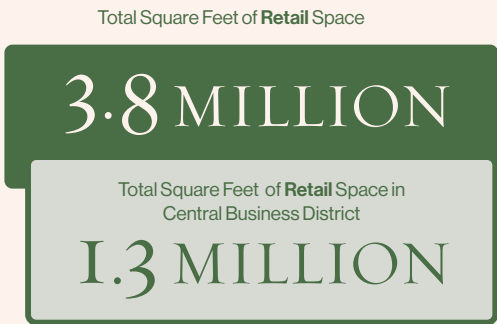 Total Square Feet of Retail Space
3.8 MILLION
Total Square Feet of Retail Space in
Central Business District
1.3 MILLION